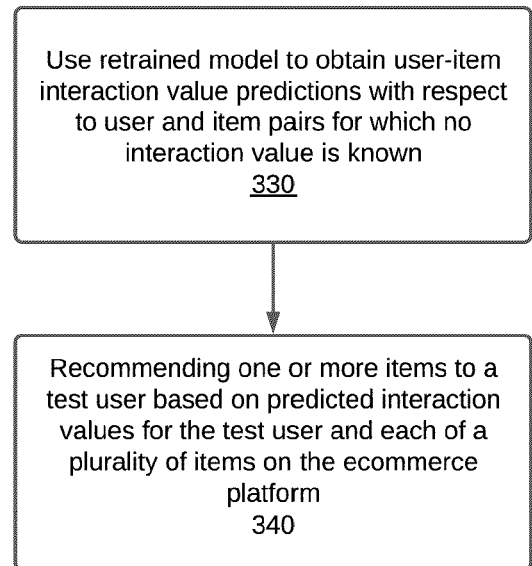 Use retrained model to obtain user-item
interaction value predictions with respect
to user and item pairs for which no
interaction value is known
330
Recommending one or more items to a
test user based on predicted interaction
values for the test user and each of a
plurality of items on the ecommerce
platform
340